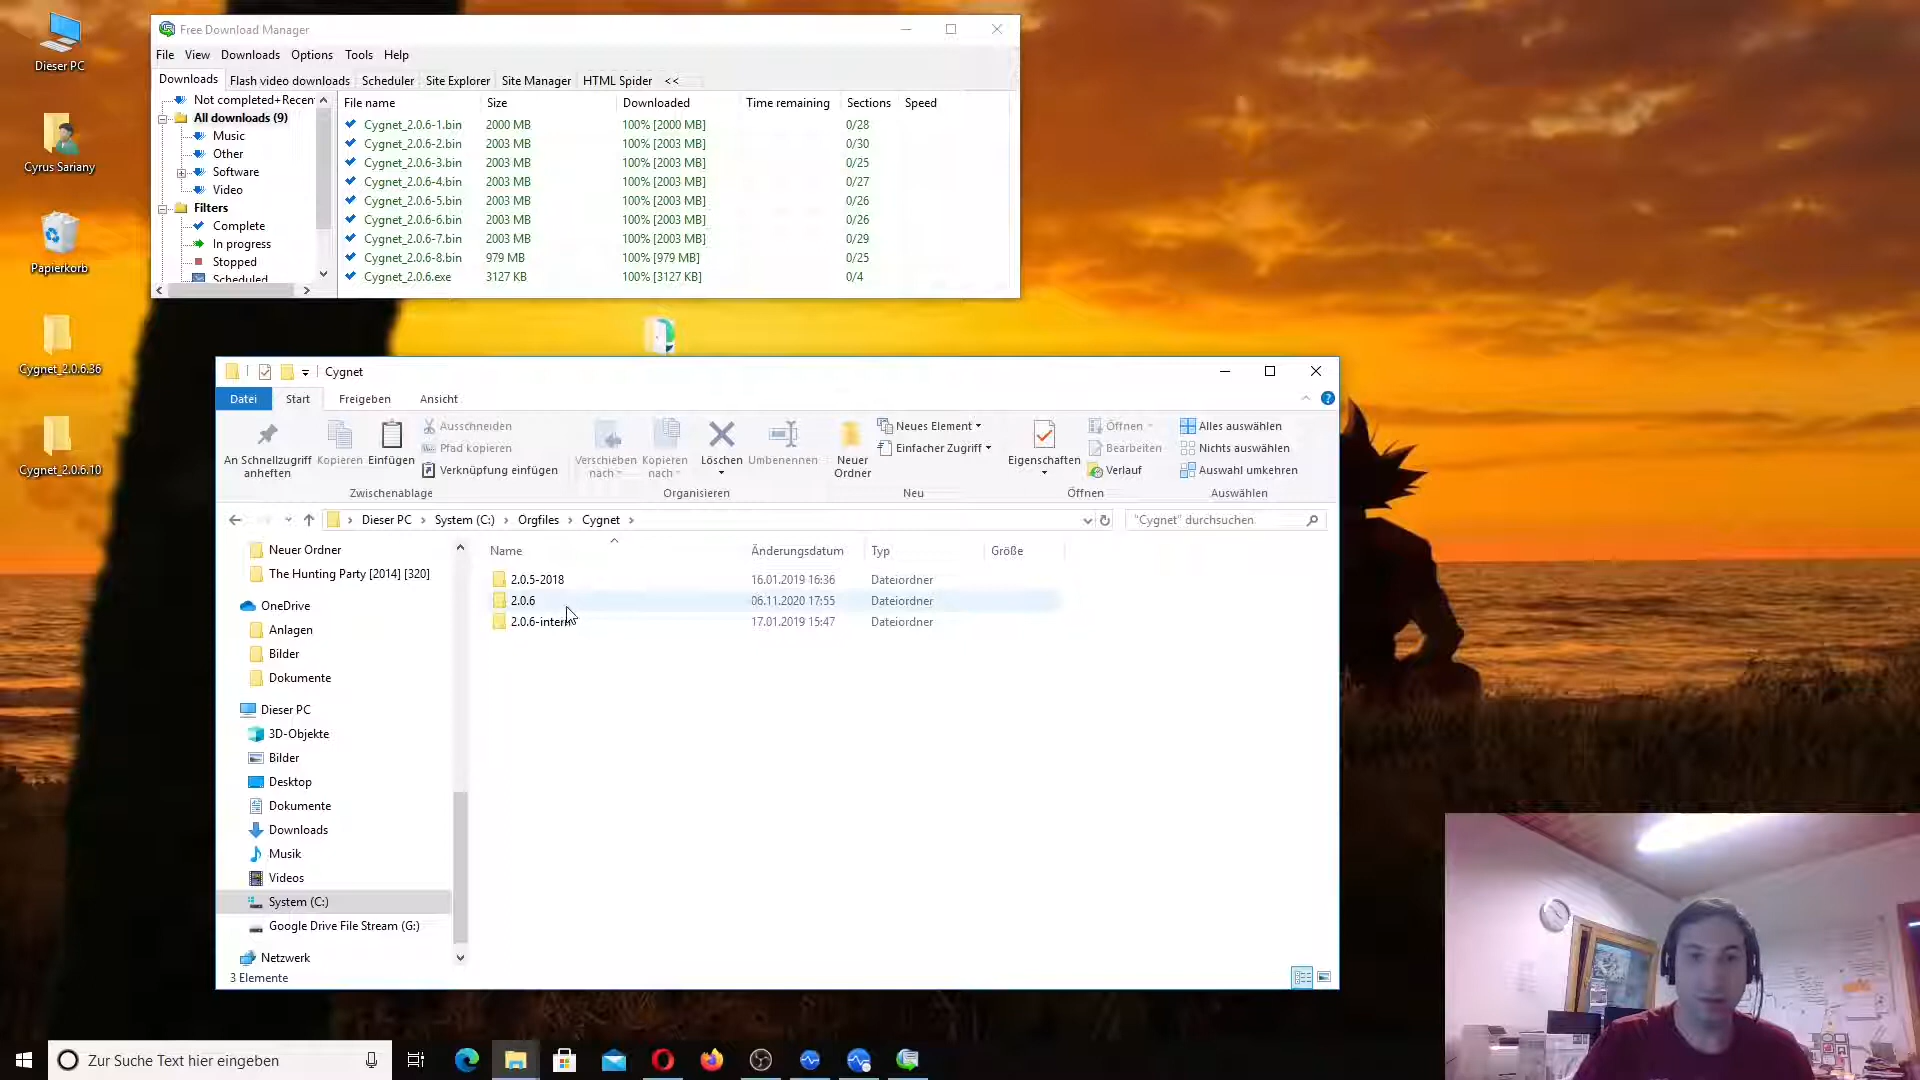 Dieser PC
Cyrus Sariany
Papierkorb
Cygnet_2.0.6.36
Cygnet_2.0.6.10
Free Download Manager
File View Downloads Options Tools Help
Downloads Flash video downloads Scheduler Site Explorer Site Manager HTML Spider <<
Not completed+Recen
All downloads (9)
Music
Other
Software
Video
Filters
Complete
In progress
Stopped
Scheduled
File name Size Downloaded Time remaining Sections Speed
Cygnet_2.0.6-1.bin 2000 MB 100% [2000 MB] 0/28
Cygnet_2.0.6-2.bin 2003 MB 100% [2003 MB] 0/30
Cygnet_2.0.6-3.bin 2003 MB 100% [2003 MB] 0/25
Cygnet_2.0.6-4.bin 2003 MB 100% [2003 MB] 0/27
Cygnet_2.0.6-5.bin 2003 MB 100% [2003 MB] 0/26
Cygnet_2.0.6-6.bin 2003 MB 100% [2003 MB] 0/26
Cygnet_2.0.6-7.bin 2003 MB 100% [2003 MB] 0/29
Cygnet_2.0.6-8.bin 979 MB 100% [979 MB] 0/25
Cygnet_2.0.6.exe 3127 KB 100% [3127 KB] 0/4
Cygnet
Datei Start Freigeben Ansicht
An Schnellzugriff anheften
Kopieren
Einfügen
Ausschneiden
Pfad kopieren
Verknüpfung einfügen
Zwischenablage
Verschieben nach
Kopieren nach
Löschen
Umbenennen
Organisieren
Neuer Ordner
Neues Element
Einfacher Zugriff
Neu
Eigenschaften
Öffnen
Bearbeiten
Verlauf
Öffnen
Alles auswählen
Nichts auswählen
Auswahl umkehren
Auswählen
Dieser PC > System (C:) > Orgfiles > Cygnet >
"Cygnet" durchsuchen
Neuer Ordner
The Hunting Party [2014] [320]
OneDrive
Anlagen
Bilder
Dokumente
Dieser PC
3D-Objekte
Bilder
Desktop
Dokumente
Downloads
Musik
Videos
System (C:)
Google Drive File Stream (G:)
Netzwerk
Name Änderungsdatum Typ Größe
2.0.5-2018 16.01.2019 16:36 Dateiordner
2.0.6 06.11.2020 17:55 Dateiordner
2.0.6-intern 17.01.2019 15:47 Dateiordner
3 Elemente
Zur Suche Text hier eingeben